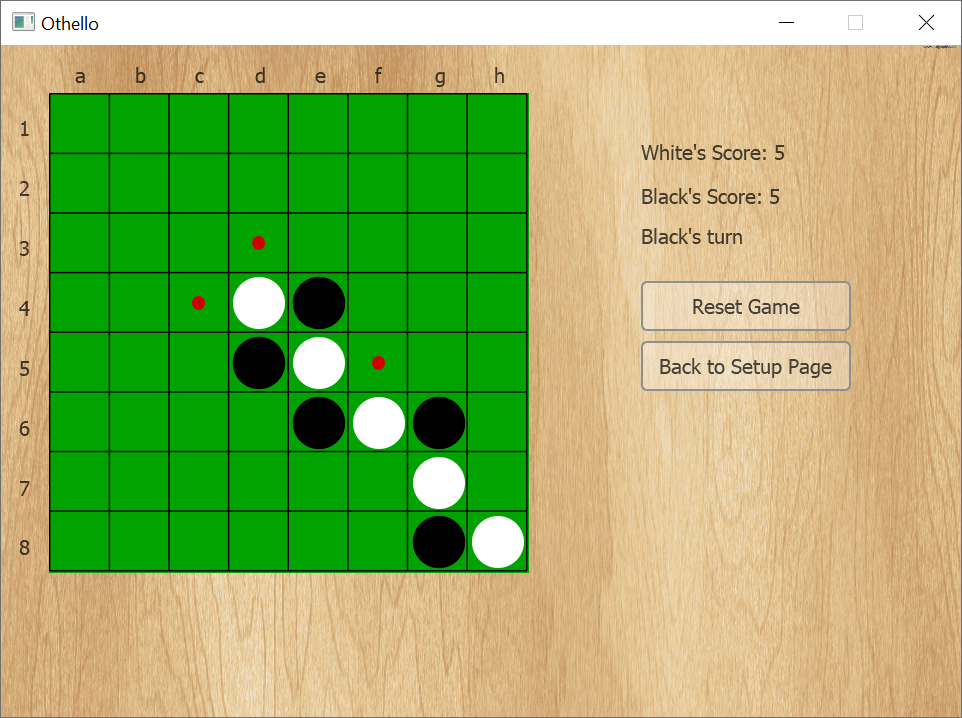 Othello
a b c d e f g h
1
2
3
4
5
6
7
8
White's Score: 5
Black's Score: 5
Black's turn
Reset Game
Back to Setup Page